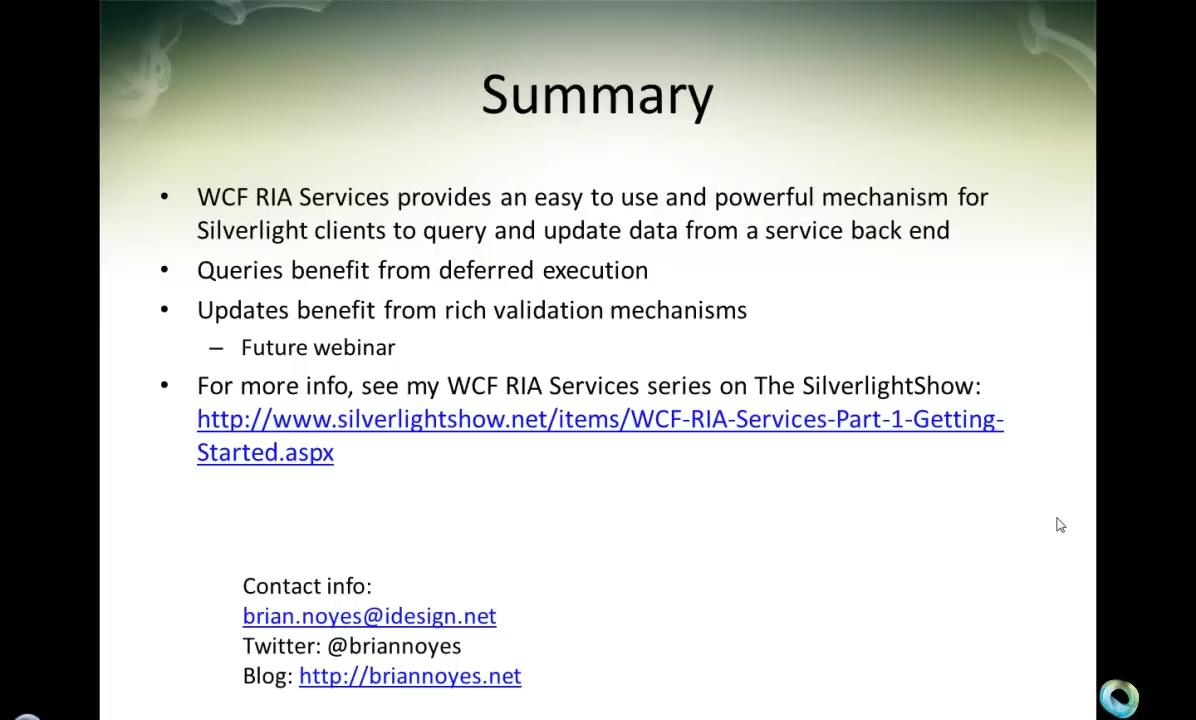 Summary
• WCF RIA Services provides an easy to use and powerful mechanism for
Silverlight clients to query and update data from a service back end
• Queries benefit from deferred execution
• Updates benefit from rich validation mechanisms
– Future webinar
• For more info, see my WCF RIA Services series on The SilverlightShow:
http://www.silverlightshow.net/items/WCF-RIA-Services-Part-1-Getting-
Started.aspx
Contact info:
brian.noyes@idesign.net
Twitter: @briannoyes
Blog: http://briannoyes.net